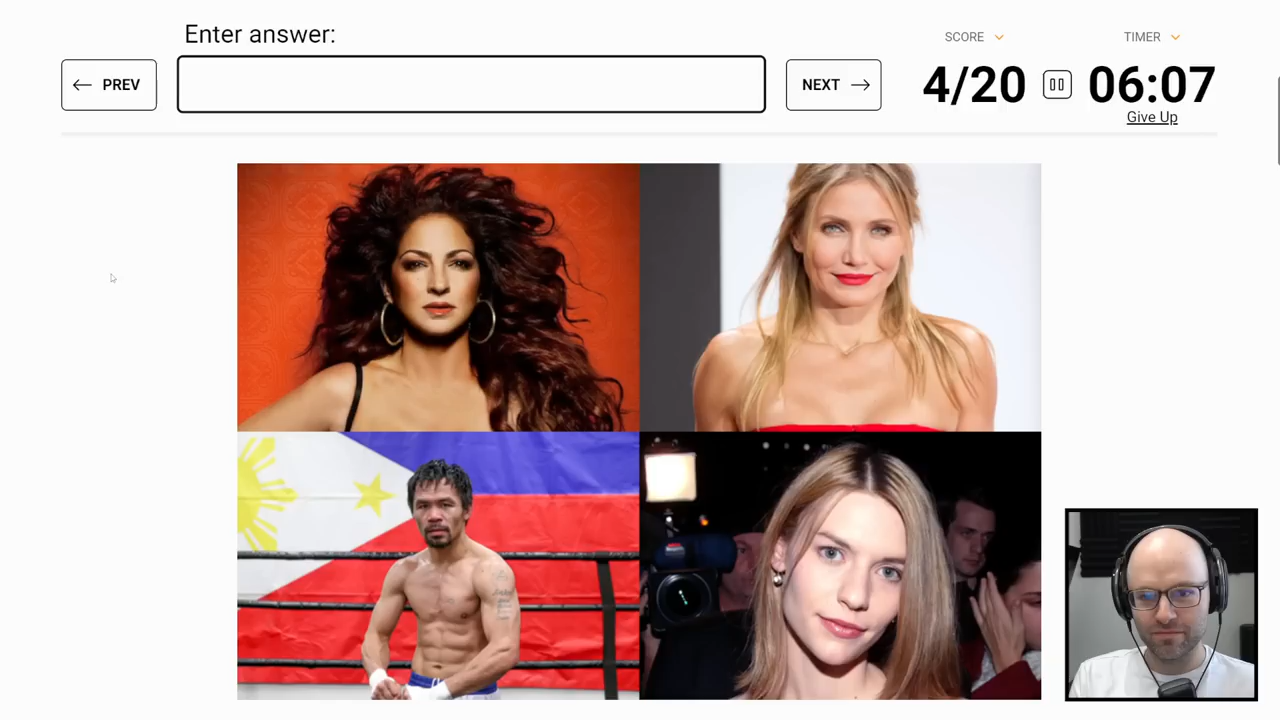 Enter answer:
SCORE
TIMER
PREV
NEXT
4/20
06:07
Give Up